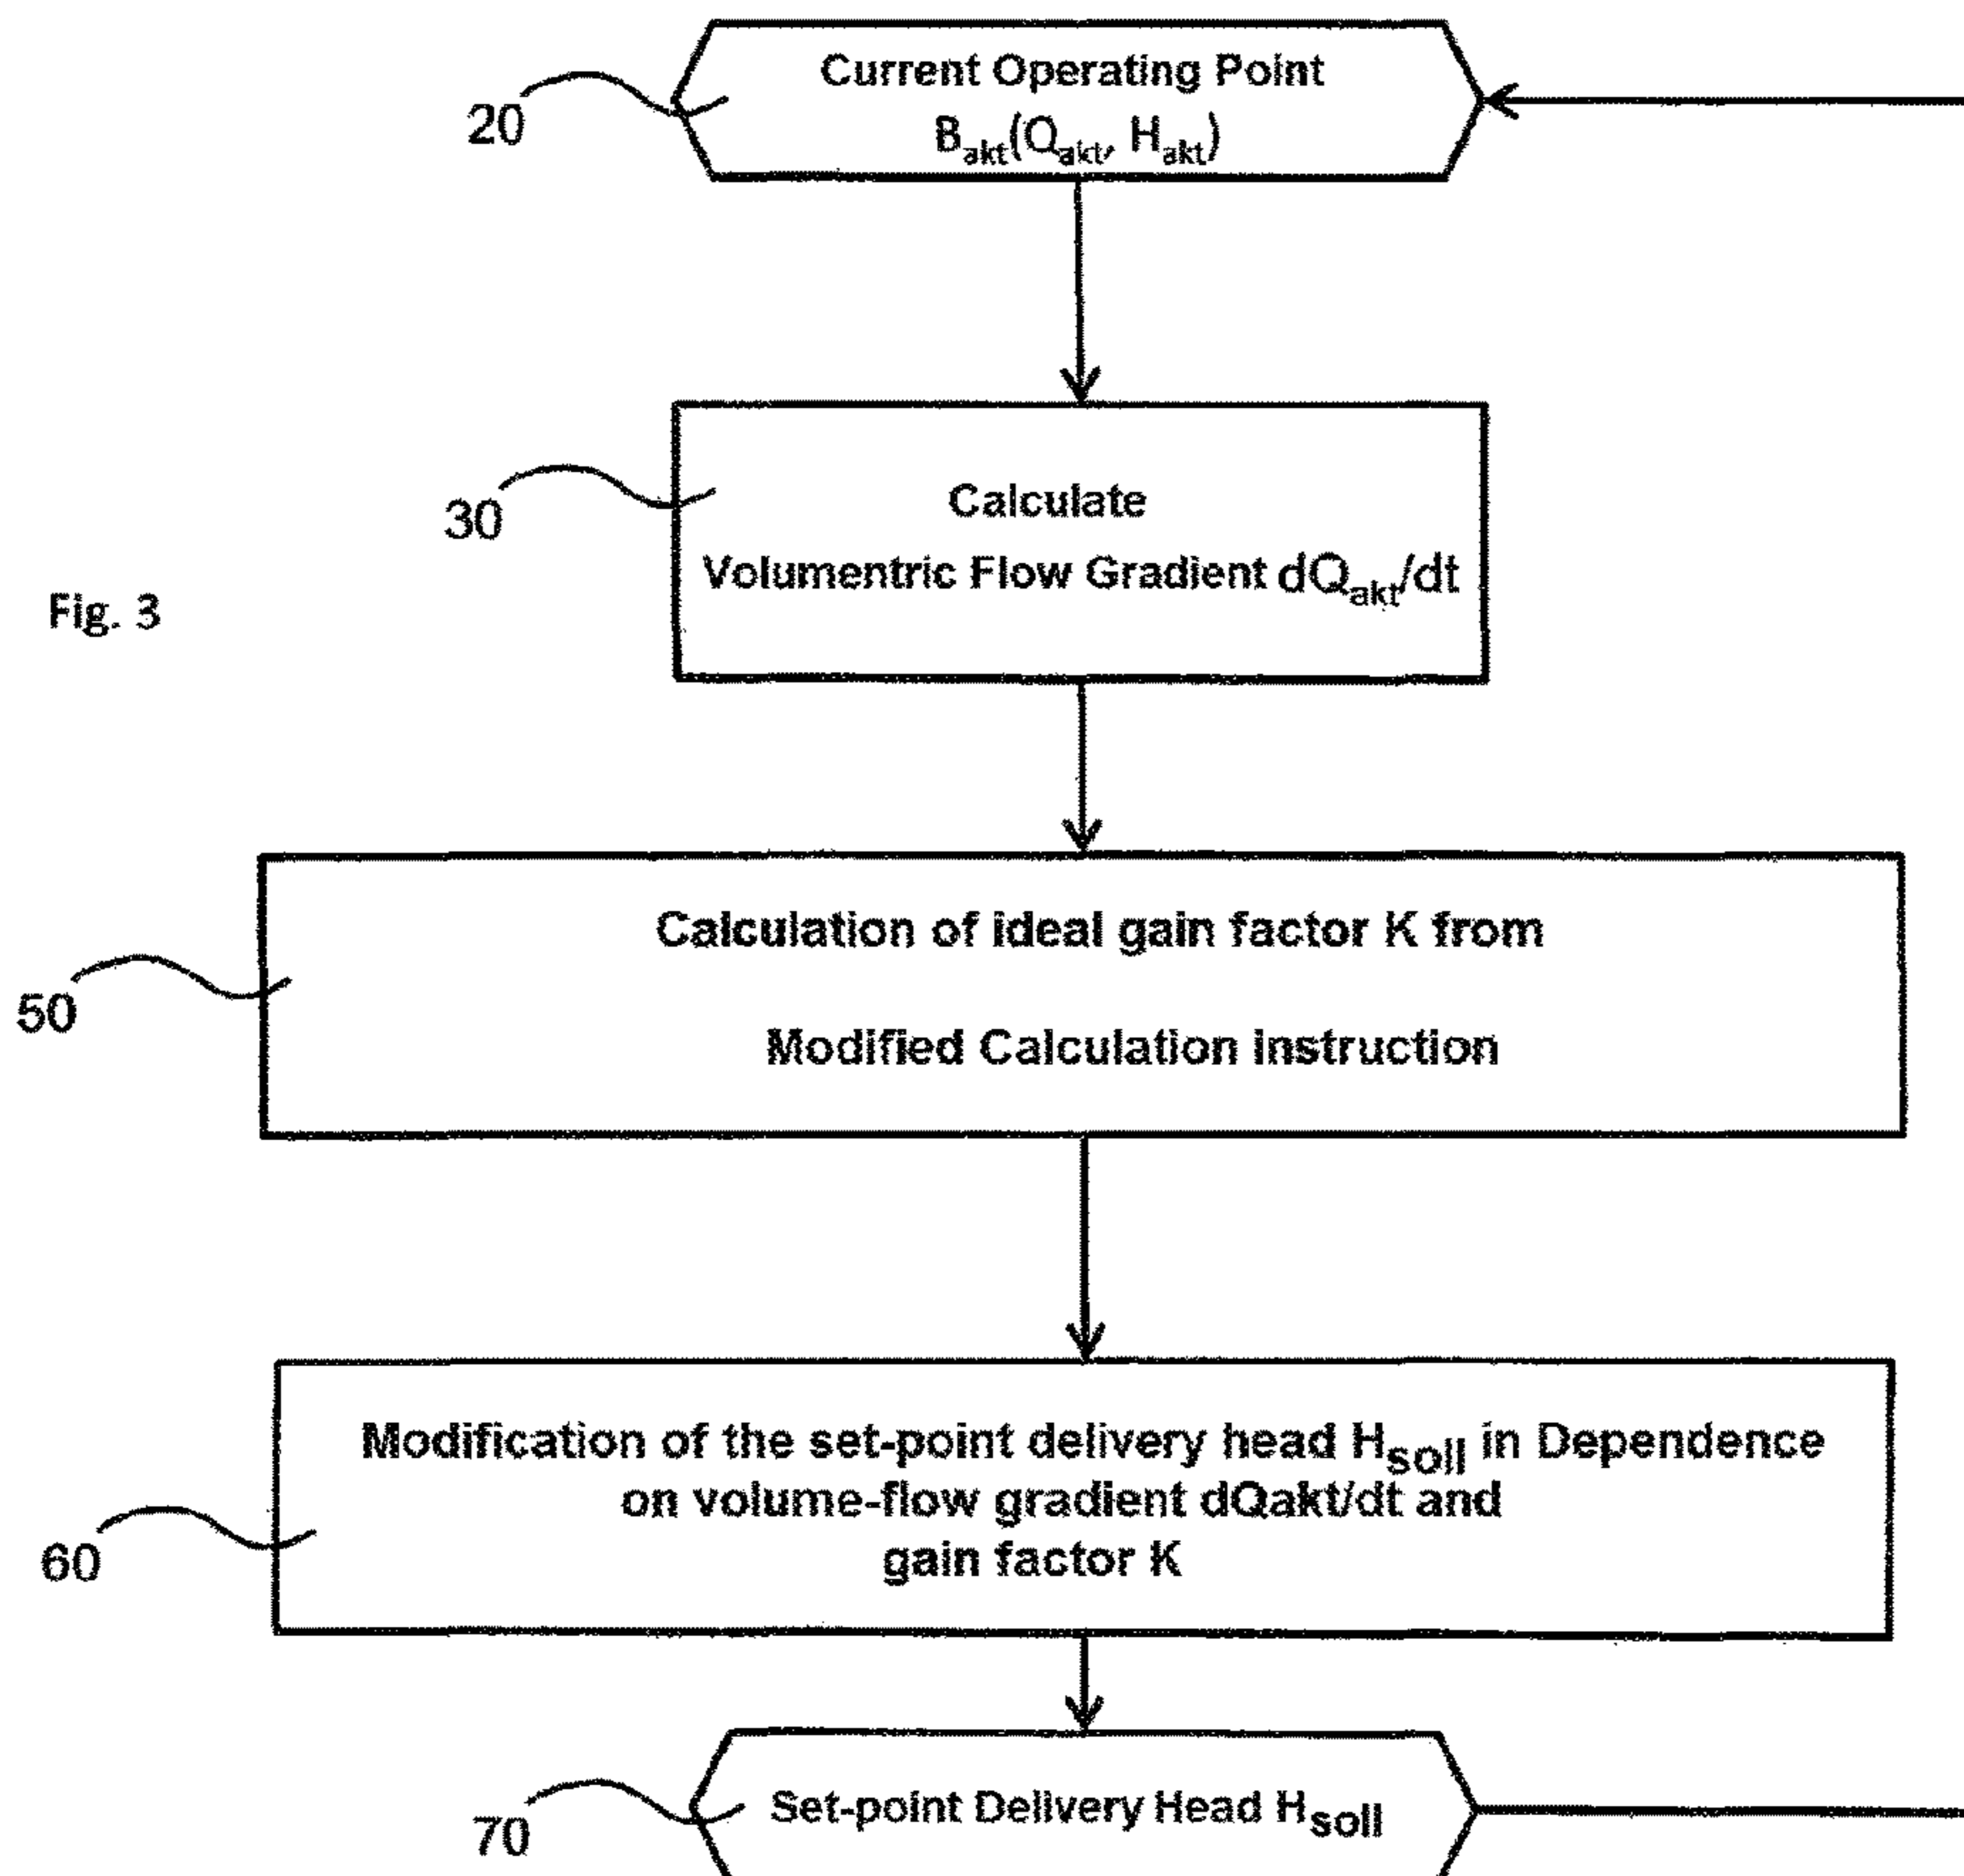 Current Operating Point
B_akt(Q_akt, H_akt)
20
Calculate
30
Volumentric Flow Gradient dQ_akt/dt
Fig. 3
Calculation of ideal gain factor K from
50
Modified Calculation instruction
Modification of the set-point delivery head H_soll in Dependence
on volume-flow gradient dQakt/dt and
gain factor K
60
Set-point Delivery Head H_soll
70